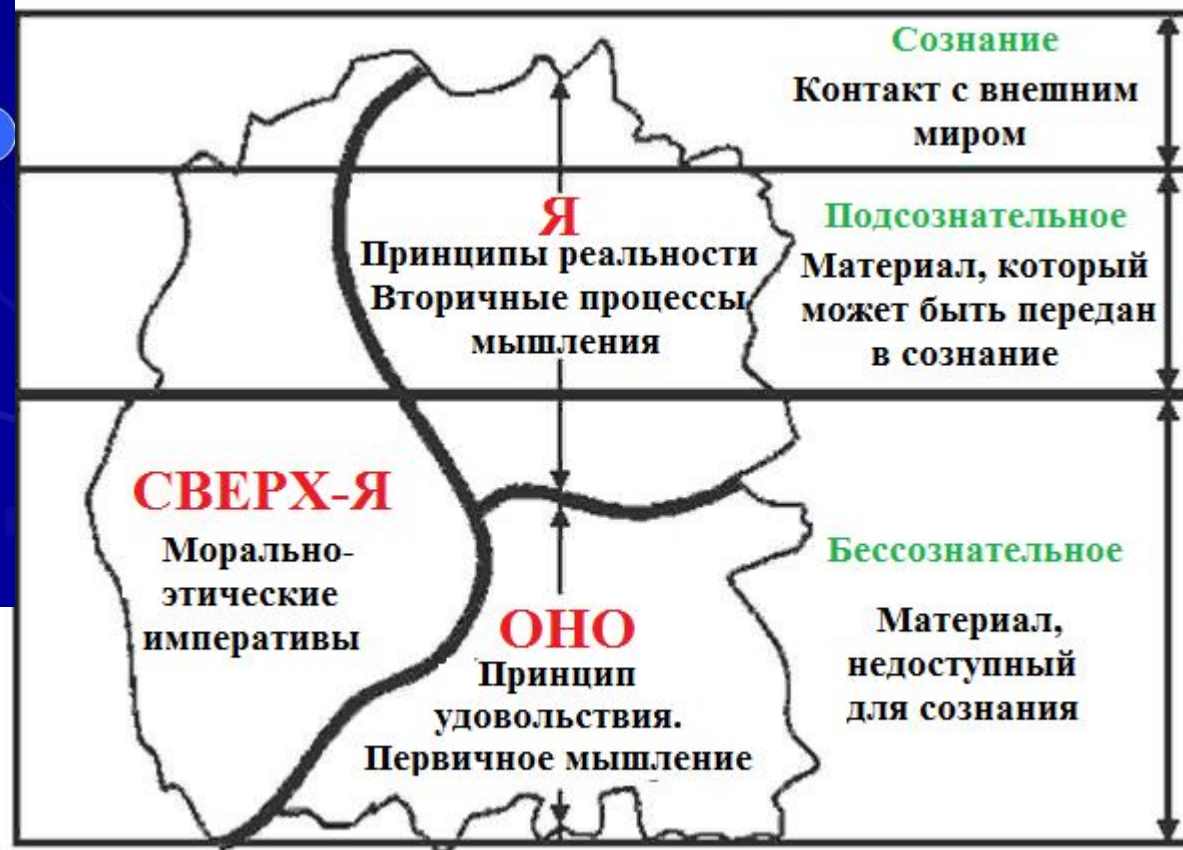 Сознание
Контакт с внешним
миром
Я
Принципы реальности
Вторичные процессы
мышления
Подсознательное
Материал, который
может быть передан
в сознание
СВЕРХ-Я
Морально-
этические
императивы
ОНО
Принцип
удовольствия.
Первичное мышление
Бессознательное
Материал,
недоступный
для сознания